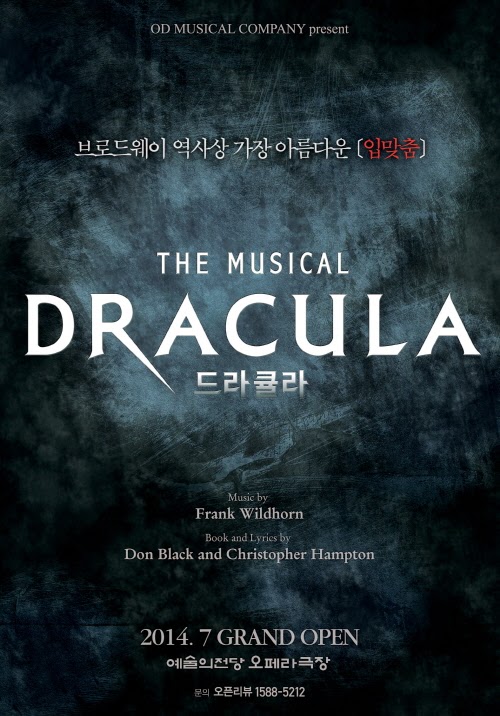 OD MUSICAL COMPANY present
브로드웨이 역사상 가장 아름다운 [입맞춤]
THE MUSICAL
DRACULA
드라큘라
Music by
Frank Wildhorn
Book and Lyrics by
Don Black and Christopher Hampton
2014. 7 GRAND OPEN
예술의전당 오페라극장
문의 오픈리뷰 1588-5212